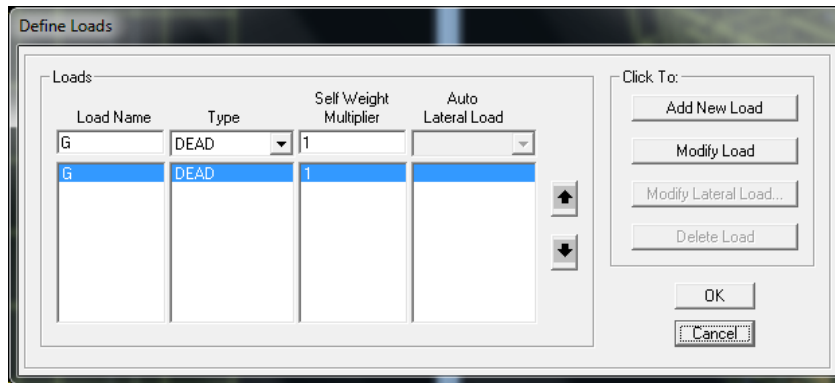 Define Loads
Loads
Load Name
Type
Self Weight
Multiplier
Auto
Lateral Load
G
DEAD
1
G
DEAD
1
Click To:
Add New Load
Modify Load
Modify Lateral Load...
Delete Load
OK
Cancel